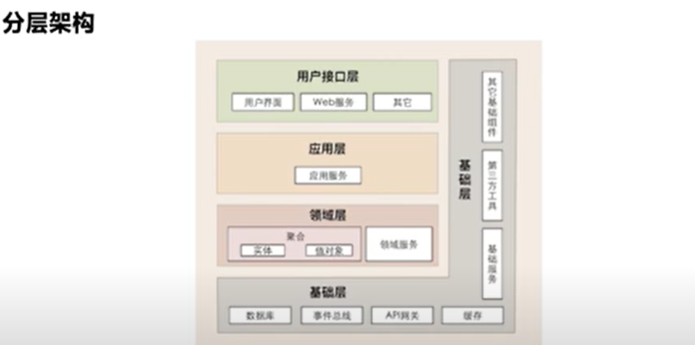 分层架构
用户接口层
用户界面 Web服务 其它
应用层
应用服务
领域层
聚合
实体 值对象
领域服务
基础层
数据库 事件总线 API网关 缓存
基础层
其它基础组件
第三方工具
基础服务